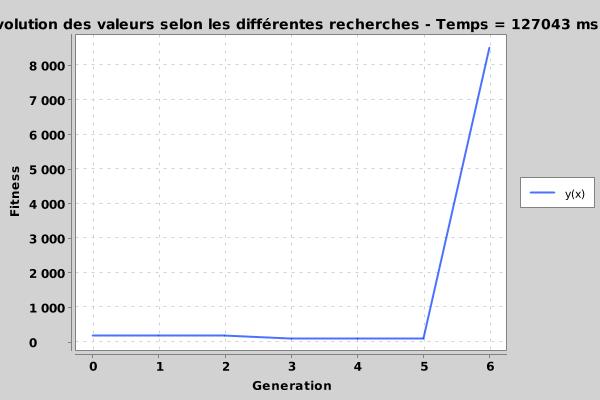 volution des valeurs selon les différentes recherches - Temps = 127043 ms
8 000
7 000
6 000
5 000
4 000
3 000
2 000
1 000
0
Fitness
0 1 2 3 4 5 6
Generation
y(x)